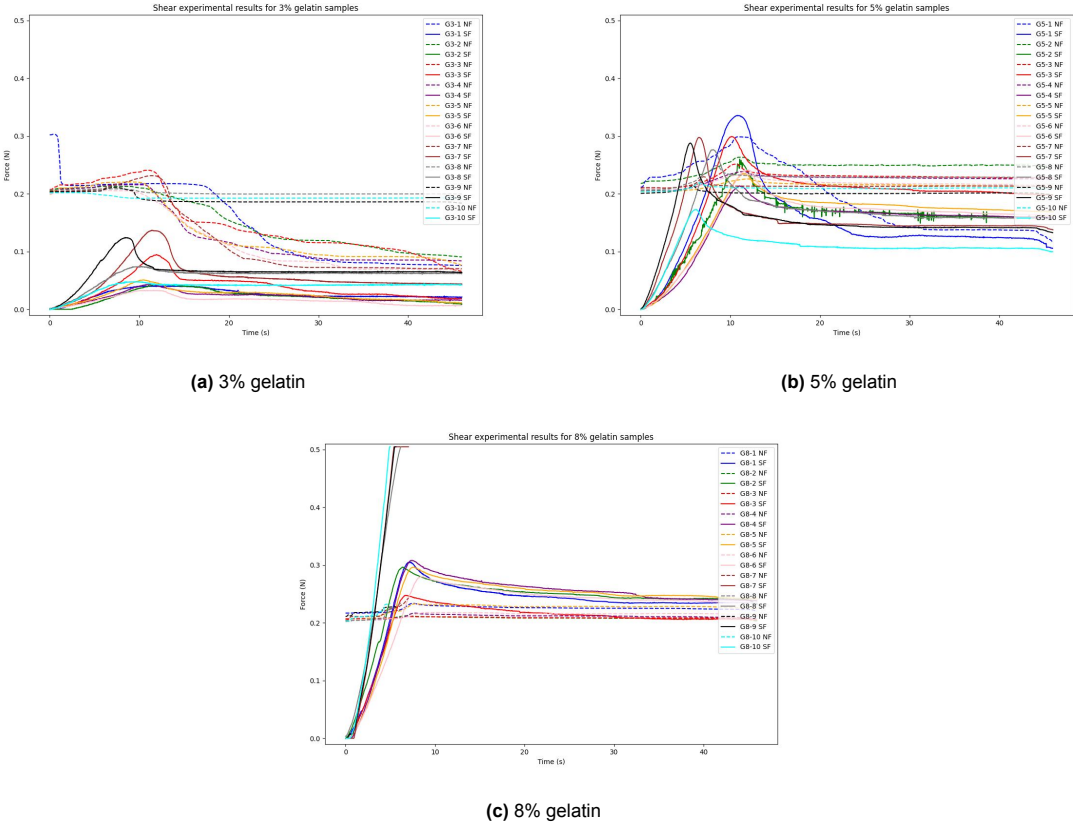 Shear experimental results for 3% gelatin samples
0.5
0.4
0.3
0.2
0.1
0.0
Force (N)
0
10
20
30
40
Time (s)
G3-1 NF
G3-1 SF
G3-2 NF
G3-2 SF
G3-3 NF
G3-3 SF
G3-4 NF
G3-4 SF
G3-5 NF
G3-5 SF
G3-6 NF
G3-6 SF
G3-7 NF
G3-7 SF
G3-8 NF
G3-8 SF
G3-9 NF
G3-9 SF
G3-10 NF
G3-10 SF
(a) 3% gelatin
Shear experimental results for 5% gelatin samples
0.5
0.4
0.3
0.2
0.1
0.0
Force (N)
0
10
20
30
40
Time (s)
G5-1 NF
G5-1 SF
G5-2 NF
G5-2 SF
G5-3 NF
G5-3 SF
G5-4 NF
G5-4 SF
G5-5 NF
G5-5 SF
G5-6 NF
G5-6 SF
G5-7 NF
G5-7 SF
G5-8 NF
G5-8 SF
G5-9 NF
G5-9 SF
G5-10 NF
G5-10 SF
(b) 5% gelatin
Shear experimental results for 8% gelatin samples
0.5
0.4
0.3
0.2
0.1
0.0
Force (N)
0
10
20
30
40
Time (s)
G8-1 NF
G8-1 SF
G8-2 NF
G8-2 SF
G8-3 NF
G8-3 SF
G8-4 NF
G8-4 SF
G8-5 NF
G8-5 SF
G8-6 NF
G8-6 SF
G8-7 NF
G8-7 SF
G8-8 NF
G8-8 SF
G8-9 NF
G8-9 SF
G8-10 NF
G8-10 SF
(c) 8% gelatin